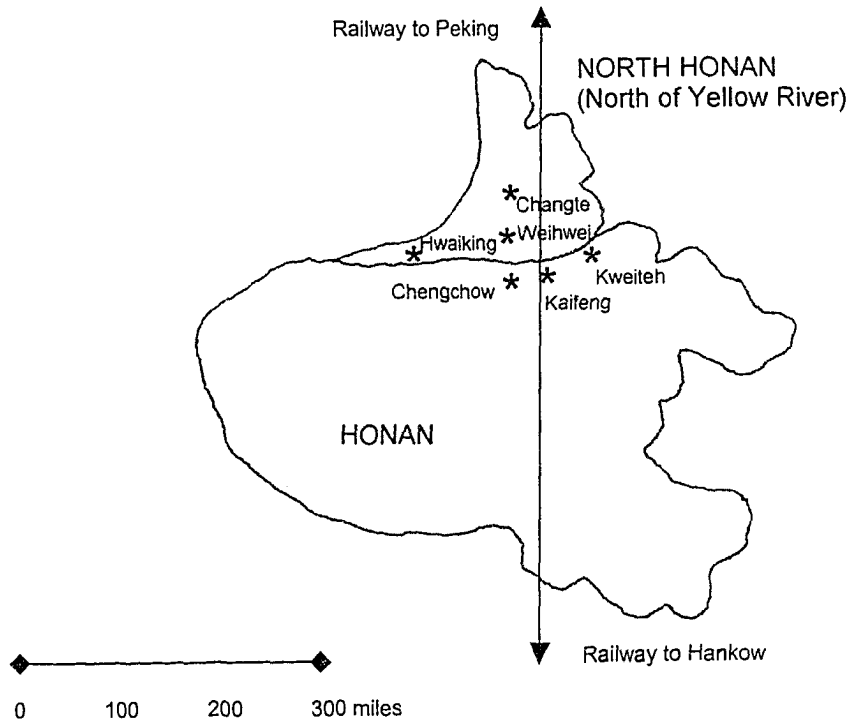 Railway to Peking
NORTH HONAN
(North of Yellow River)
Changte
Weihwei
Hwaiking
Kweiteh
Chengchow
Kaifeng
HONAN
Railway to Hankow
0 100 200 300 miles